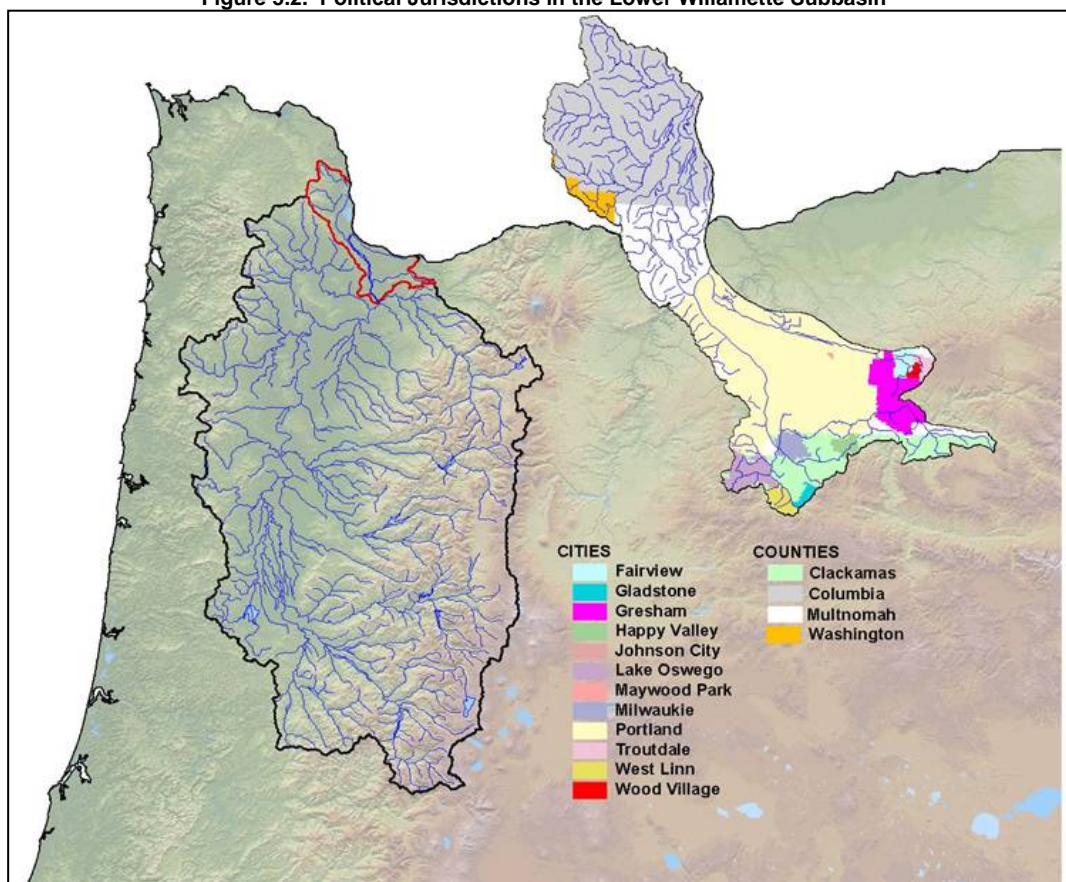 Figure 3.2. Political Jurisdictions in the Lower Willamette Subbasin
CITIES
Fairview
Gladstone
Gresham
Happy Valley
Johnson City
Lake Oswego
Maywood Park
Milwaukie
Portland
Troutdale
West Linn
Wood Village
COUNTIES
Clackamas
Columbia
Multnomah
Washington